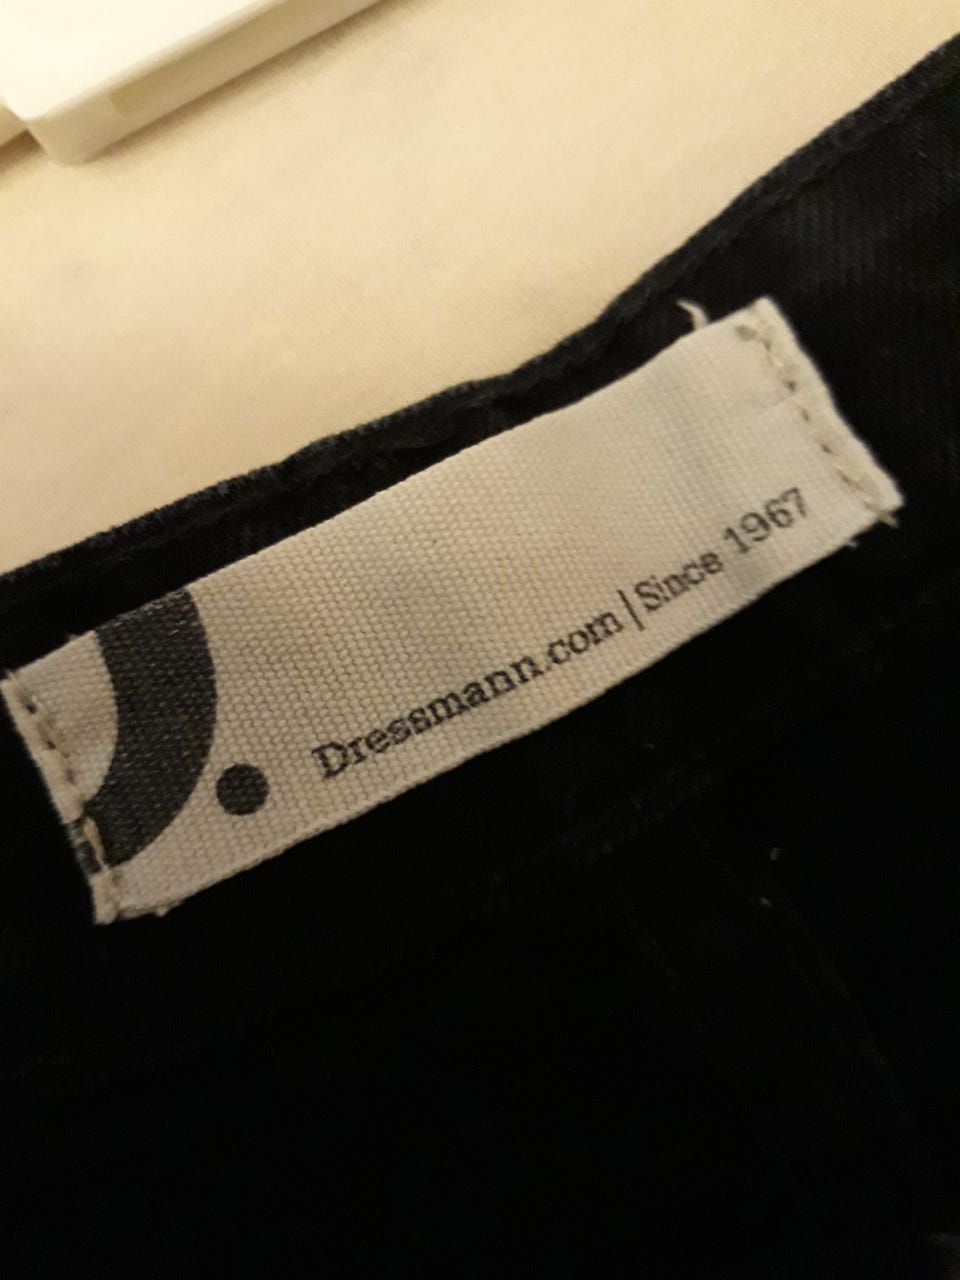 D.
Dressmann.com | Since 1967